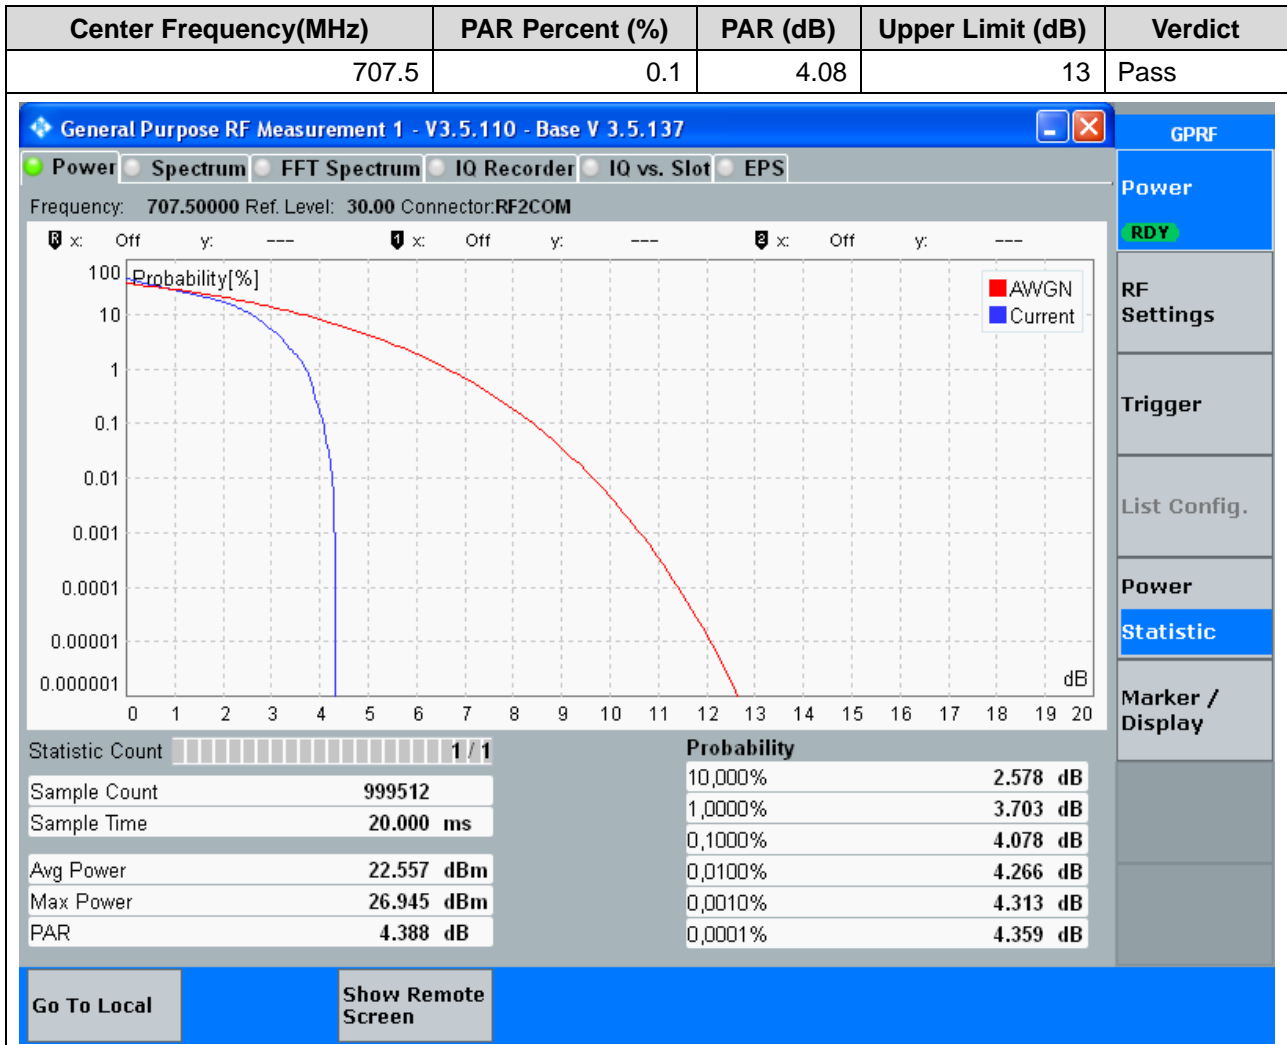 Center Frequency(MHz) PAR Percent (%) PAR (dB) Upper Limit (dB) Verdict
707.5 0.1 4.08 13 Pass
General Purpose RF Measurement 1 - V3.5.110 - Base V 3.5.137
GPRF
Power Spectrum FFT Spectrum IQ Recorder IQ vs. Slot EPS
Power
RDY
Frequency: 707.50000 Ref. Level: 30.00 Connector:RF2COM
R x: Off y: --- 1 x: Off y: --- 2 x: Off y: ---
Probability[%]
AWGN
Current
100
10
1
0.1
0.01
0.001
0.0001
0.00001
0.000001
dB
0 1 2 3 4 5 6 7 8 9 10 11 12 13 14 15 16 17 18 19 20
RF
Settings
Trigger
List Config.
Power
Statistic
Marker /
Display
Statistic Count 1 / 1
Sample Count 999512
Sample Time 20.000 ms
Avg Power 22.557 dBm
Max Power 26.945 dBm
PAR 4.388 dB
Probability
10,000% 2.578 dB
1,0000% 3.703 dB
0,1000% 4.078 dB
0,0100% 4.266 dB
0,0010% 4.313 dB
0,0001% 4.359 dB
Go To Local
Show Remote
Screen